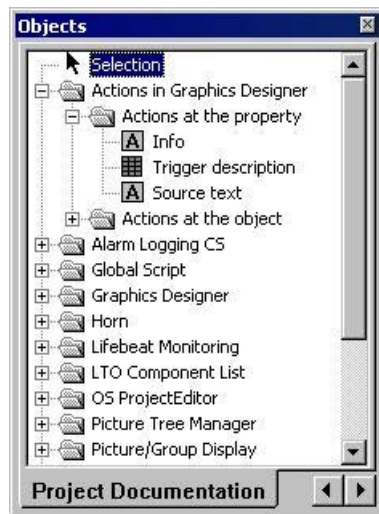 Objects
Selection
Actions in Graphics Designer
Actions at the property
A Info
Trigger description
A Source text
Actions at the object
Alarm Logging CS
Global Script
Graphics Designer
Horn
Lifebeat Monitoring
LTO Component List
OS ProjectEditor
Picture Tree Manager
Picture/Group Display
Project Documentation